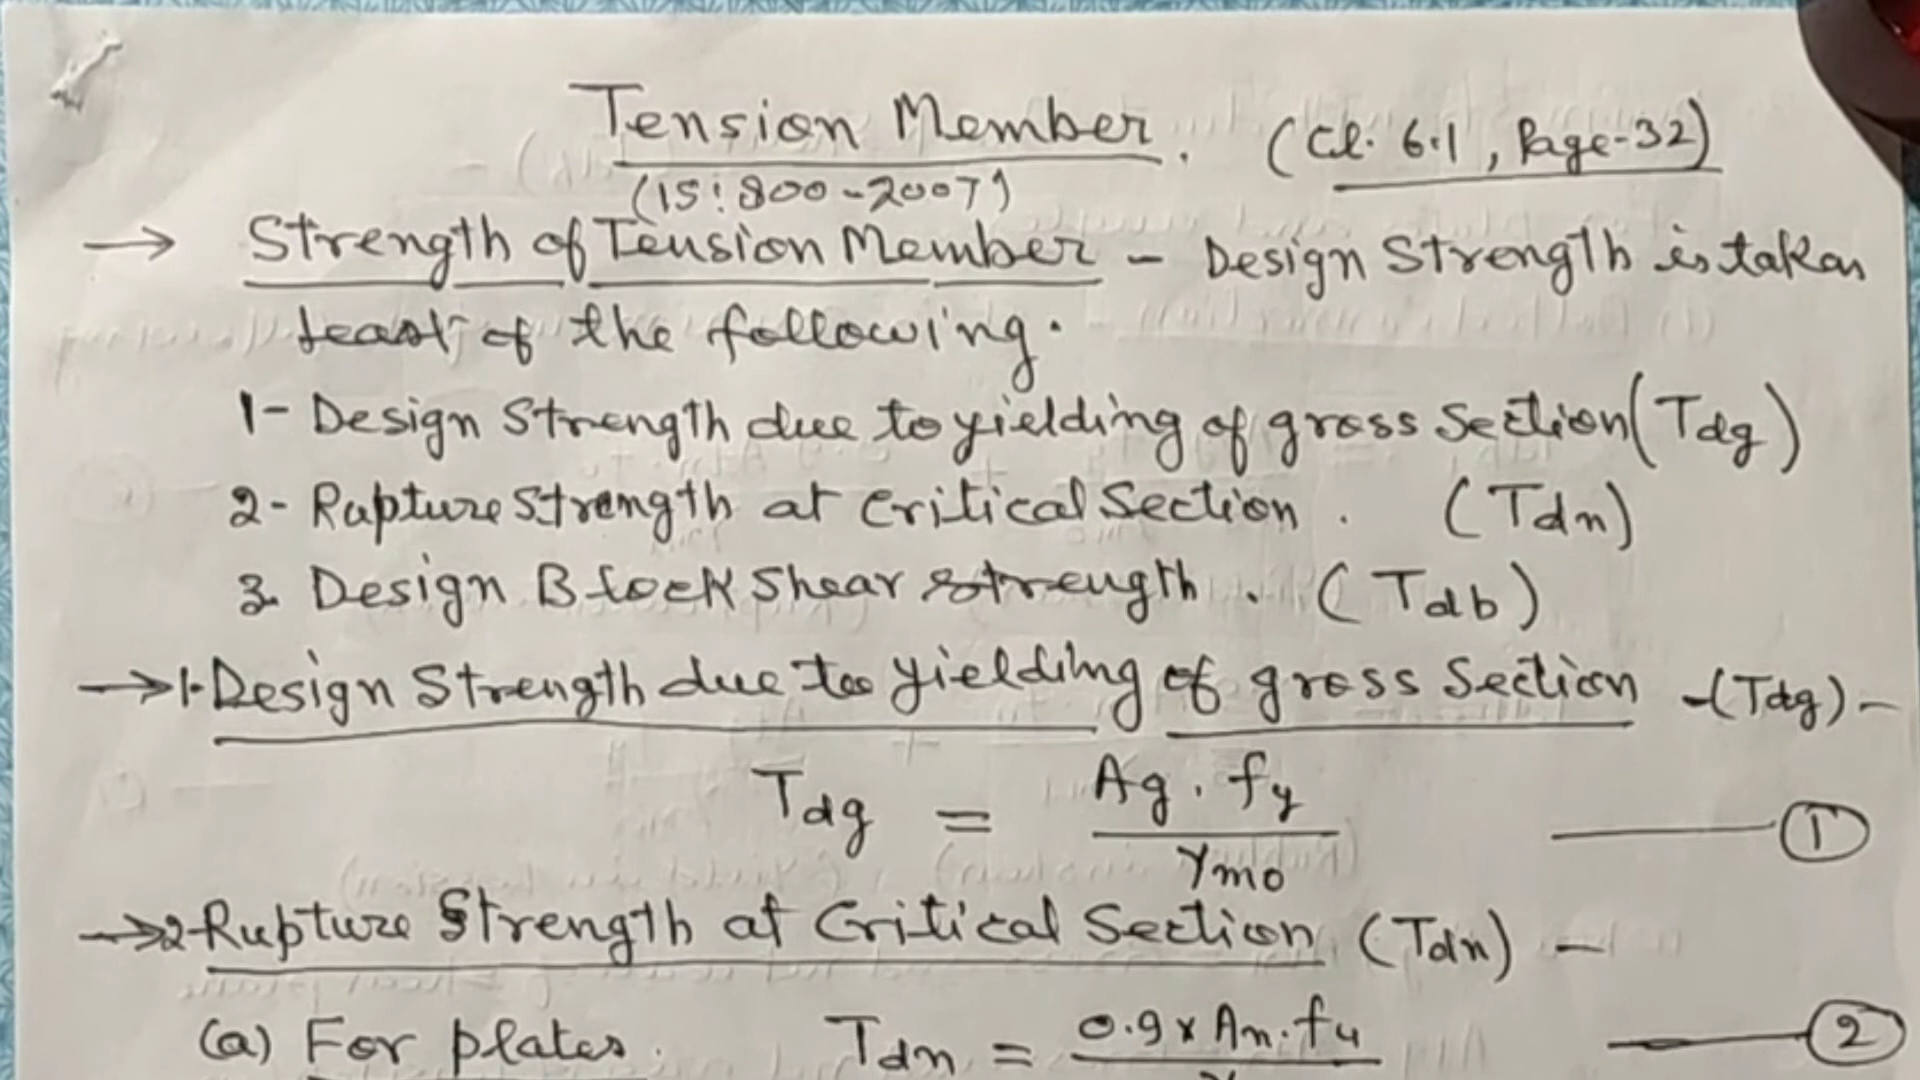 Tension Member. (Cl. 6.1, Page-32)
(IS: 800-2007)
→ Strength of Tension Member - Design Strength is taken
least of the following.
1- Design Strength due to yielding of gross Section (Tdg)
2- Rupture Strength at Critical Section. (Tdn)
3. Design Block Shear strength. (Tdb)
→ 1. Design Strength due to yielding of gross Section -(Tdg) -
Tdg = Ag. fy / γmo —— ①
→ 2- Rupture Strength at Critical Section (Tdn) -
(a) For plates. Tdn = 0.9 x An. fu —— ②